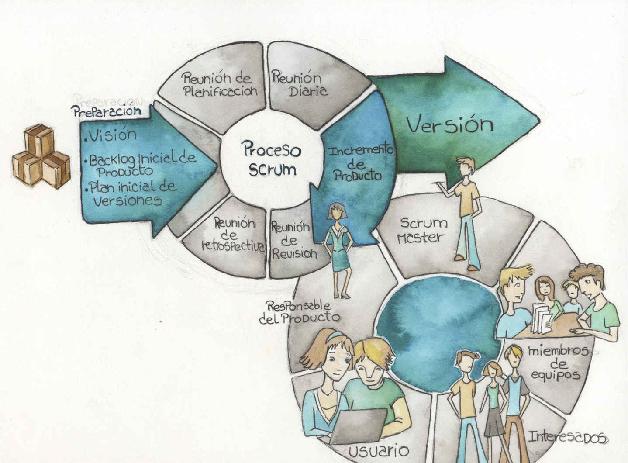 Preparación
•Visión
•Backlog inicial de
Producto
•Plan inicial de
Versiones
Reunión de
Planificación
Reunión
Diaria
Proceso
Scrum
Incremento
de
Producto
Versión
Reunión
de
retrospectiva
Reunión
de
Revisión
Scrum
Master
Responsable
del Producto
miembros
de
equipos
Usuario
Interesados